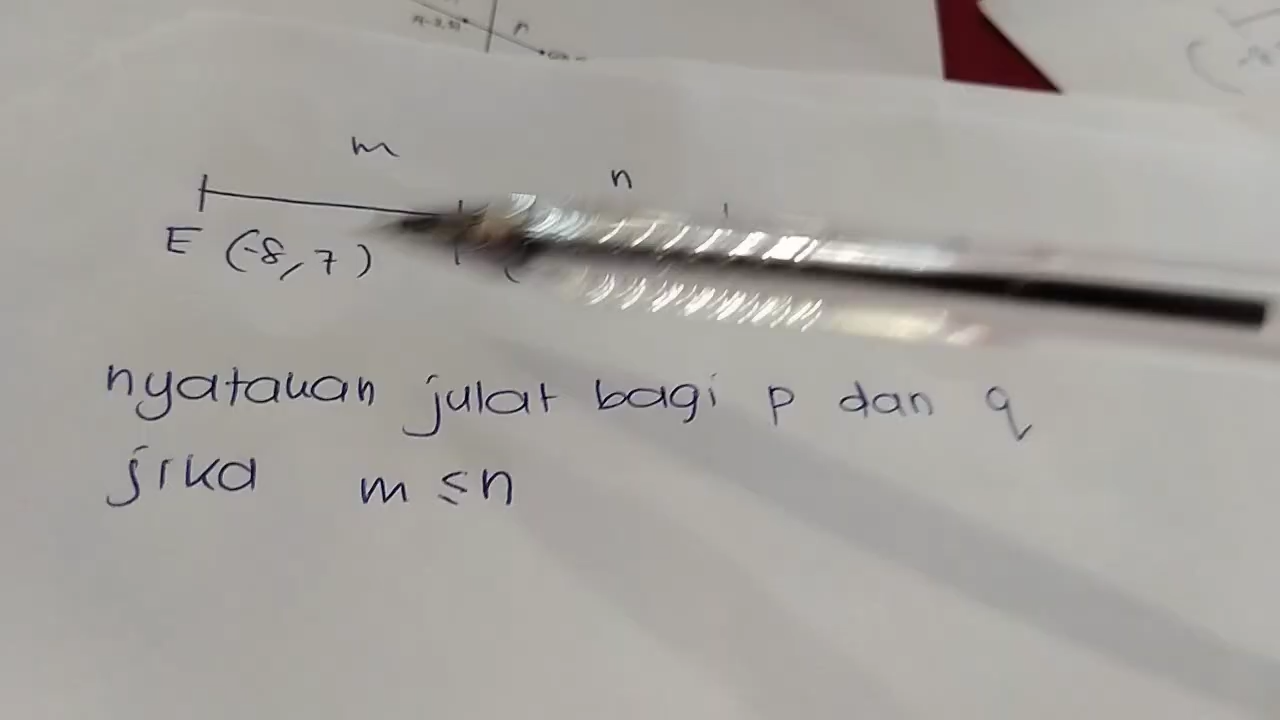 m
n
E (-8, 7)
nyatakan julat bagi p dan q
jika m ≤ n